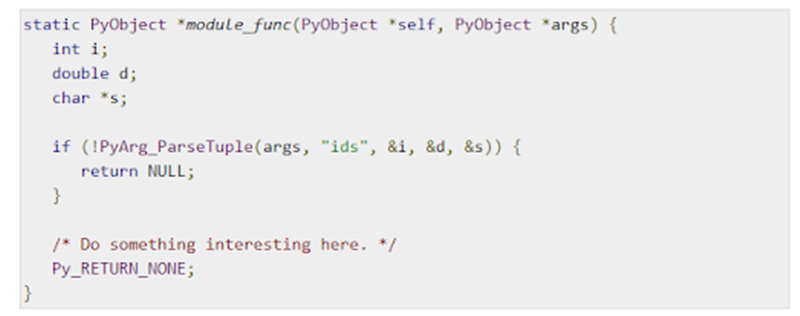 static PyObject *module_func(PyObject *self, PyObject *args) {
int i;
double d;
char *s;
if (!PyArg_ParseTuple(args, "ids", &i, &d, &s)) {
return NULL;
}
/* Do something interesting here. */
Py_RETURN_NONE;
}